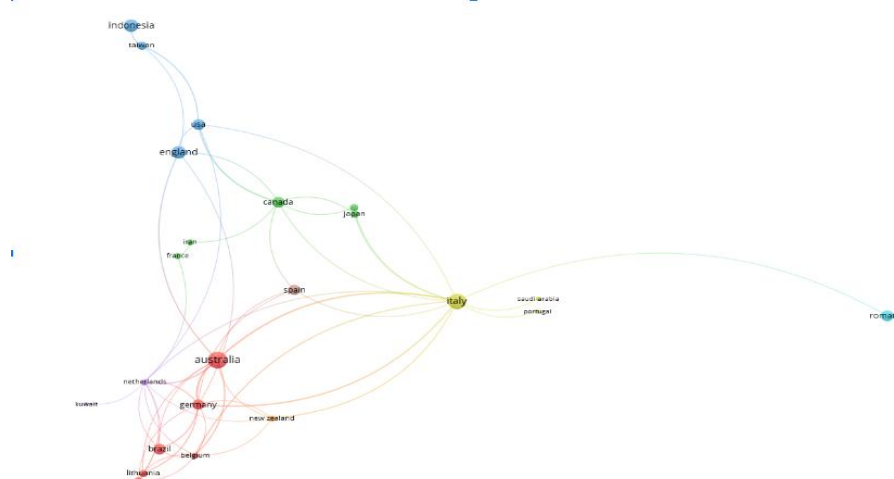 indonesia
taiwan
usa
england
canada
japan
iran
france
spain
italy
saudi arabia
portugal
australia
netherlands
kuwait
germany
new zealand
brazil
belgium
lithuania